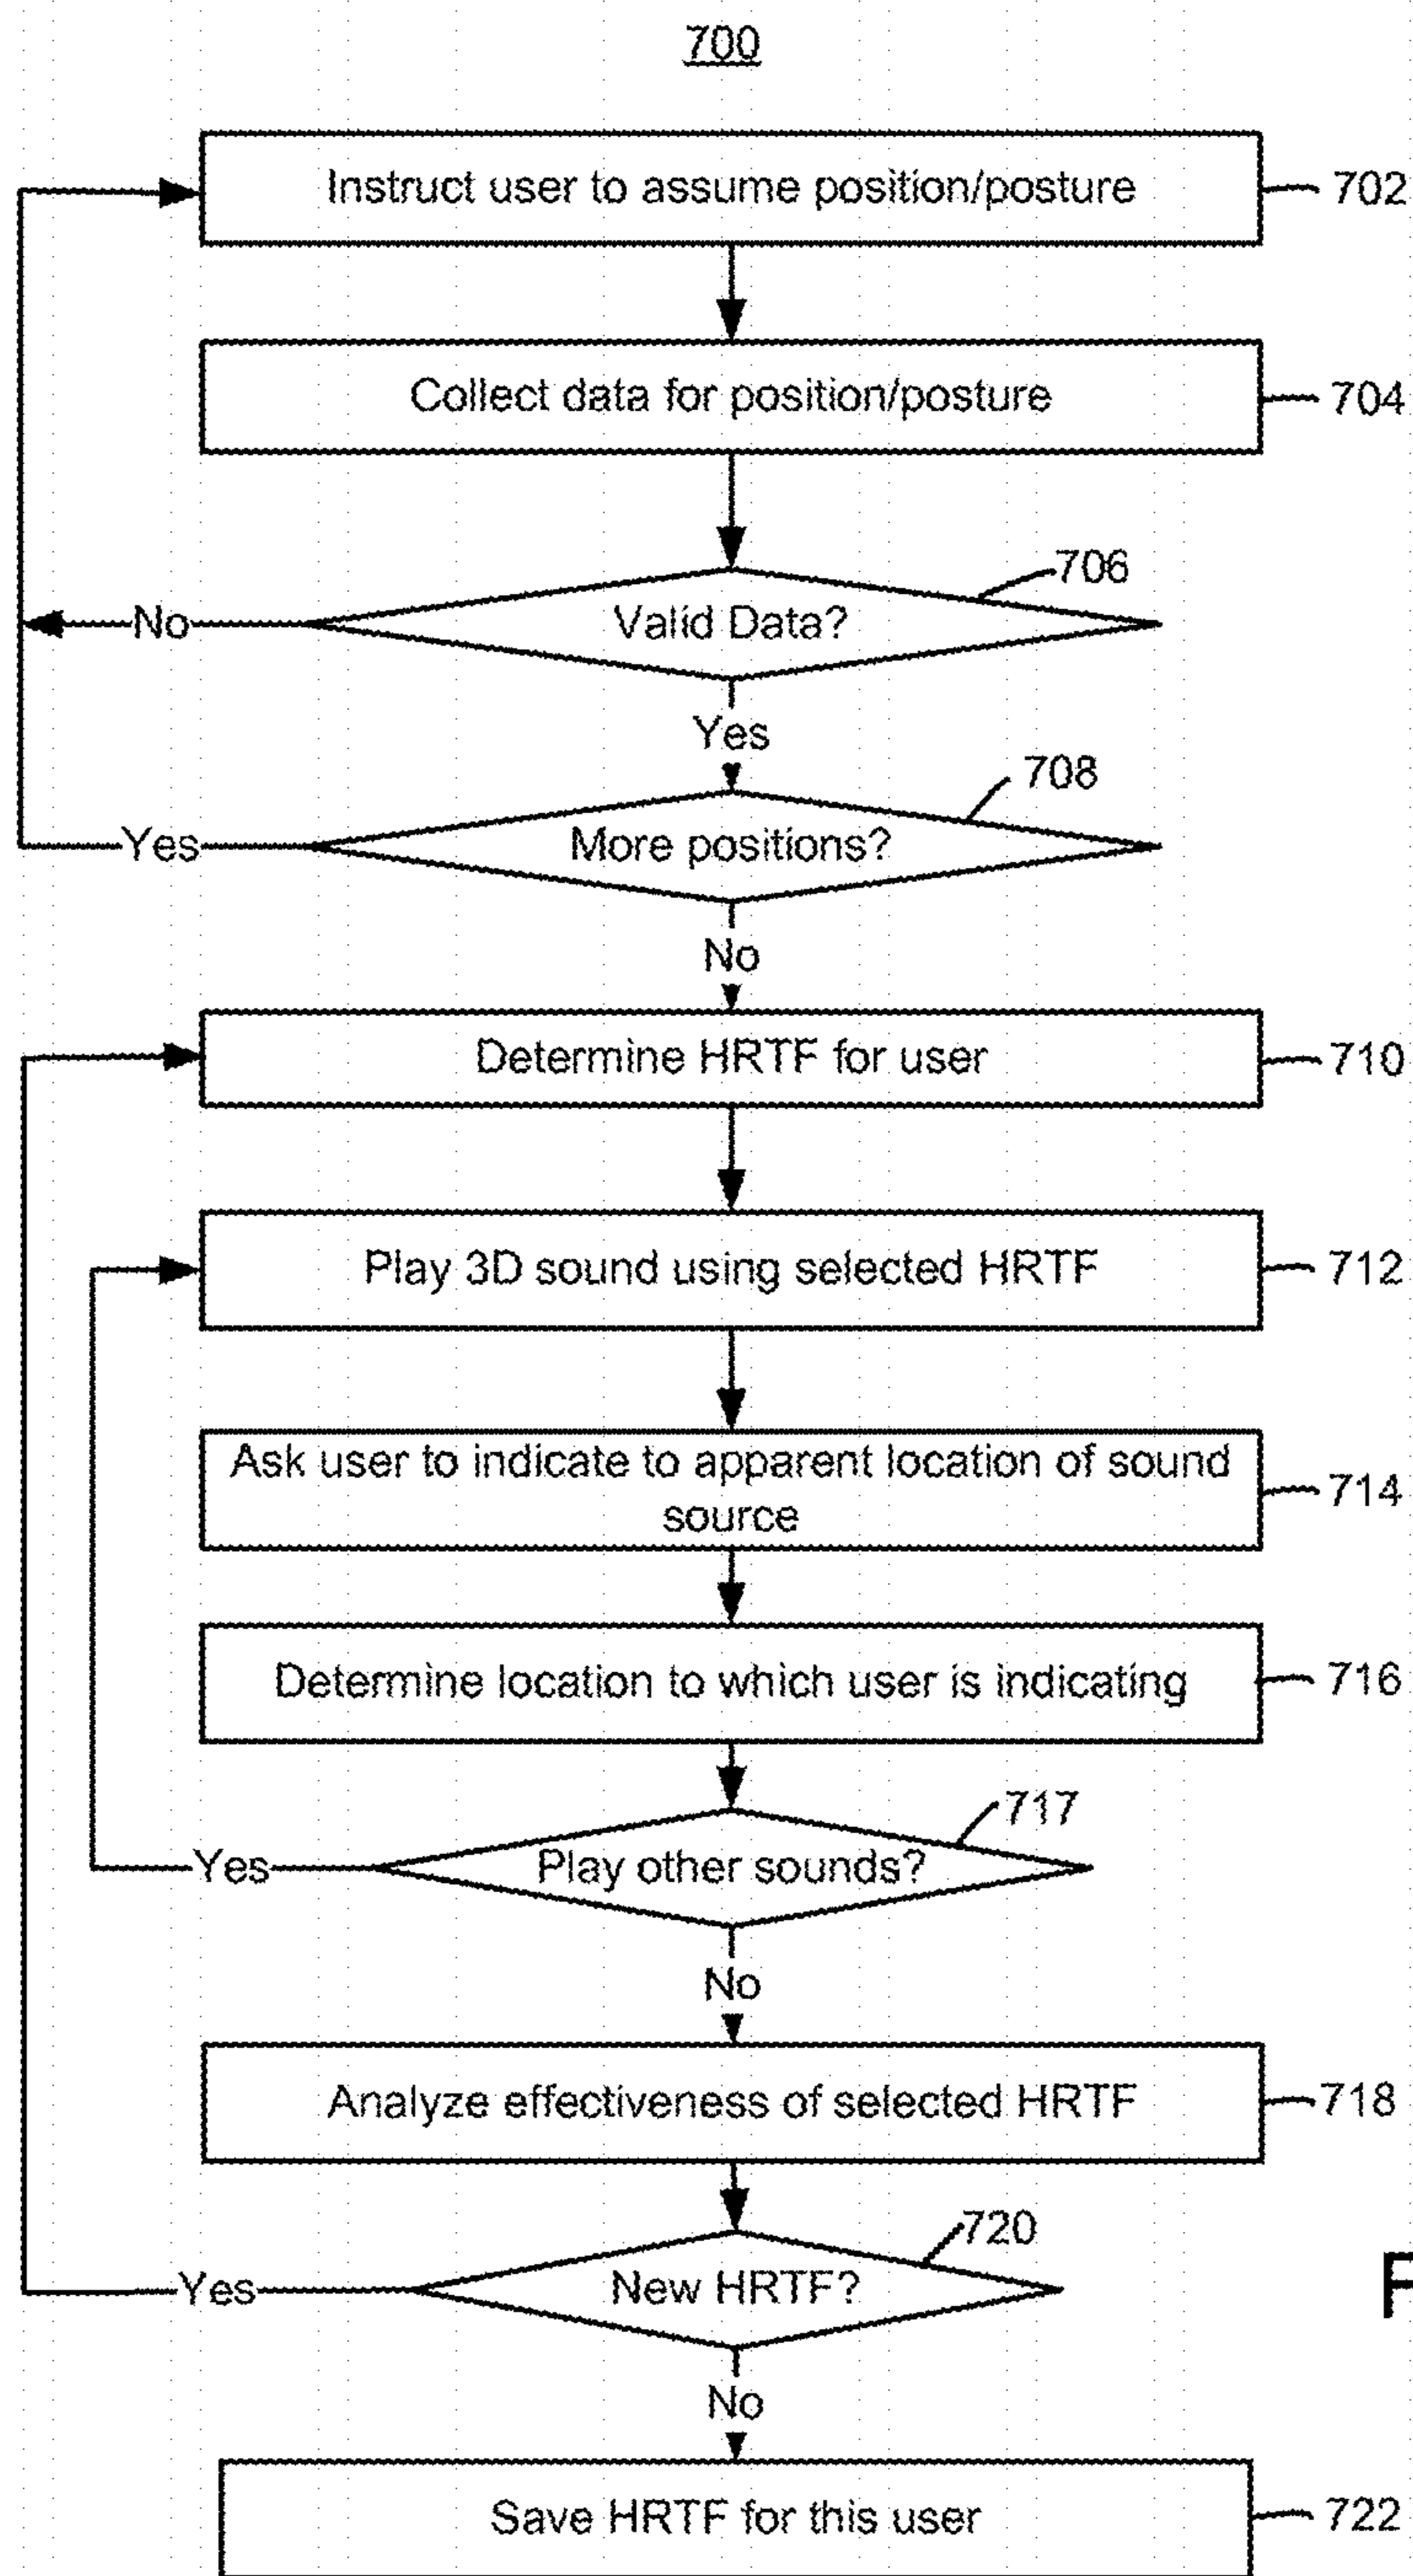 700
Instruct user to assume position/posture
702
Collect data for position/posture
704
706
Valid Data?
No
Yes
708
More positions?
Yes
No
Determine HRTF for user
710
Play 3D sound using selected HRTF
712
Ask user to indicate to apparent location of sound
source
714
Determine location to which user is indicating
716
717
Play other sounds?
Yes
No
Analyze effectiveness of selected HRTF
718
720
New HRTF?
Yes
No
Save HRTF for this user
722